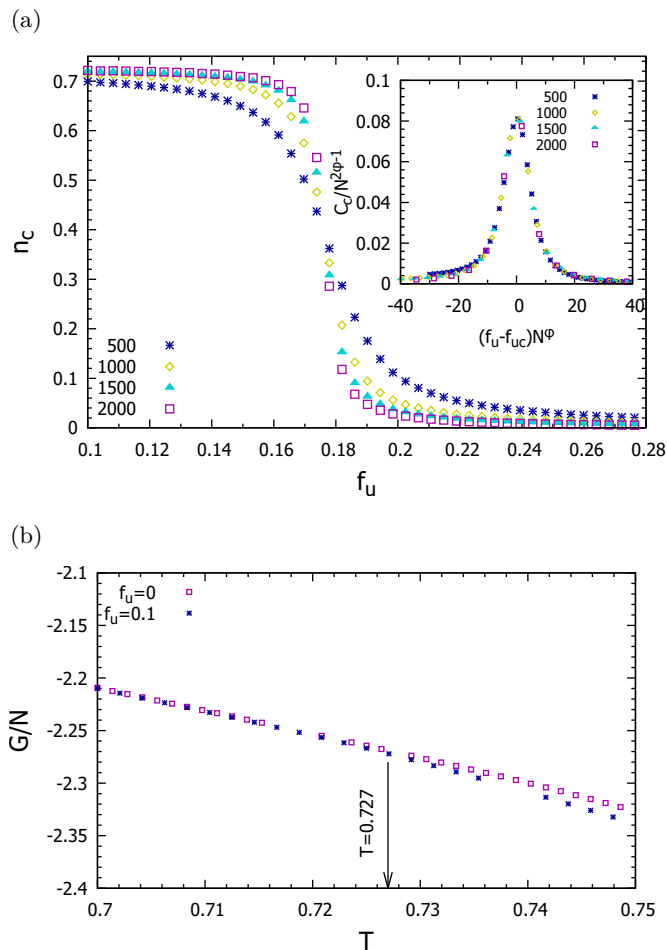 (a)
0.7
0.6
0.5
0.4
0.3
0.2
0.1
0
n_c
500
1000
1500
2000
0.1 0.12 0.14 0.16 0.18 0.2 0.22 0.24 0.26 0.28
f_u
0.1
0.08
0.06
0.04
0.02
0
C_c/N^{2φ-1}
500
1000
1500
2000
-40 -20 0 20 40
(f_u-f_{uc})N^φ
(b)
-2.1
-2.15
-2.2
-2.25
-2.3
-2.35
-2.4
G/N
f_u=0
f_u=0.1
T=0.727
0.7 0.71 0.72 0.73 0.74 0.75
T